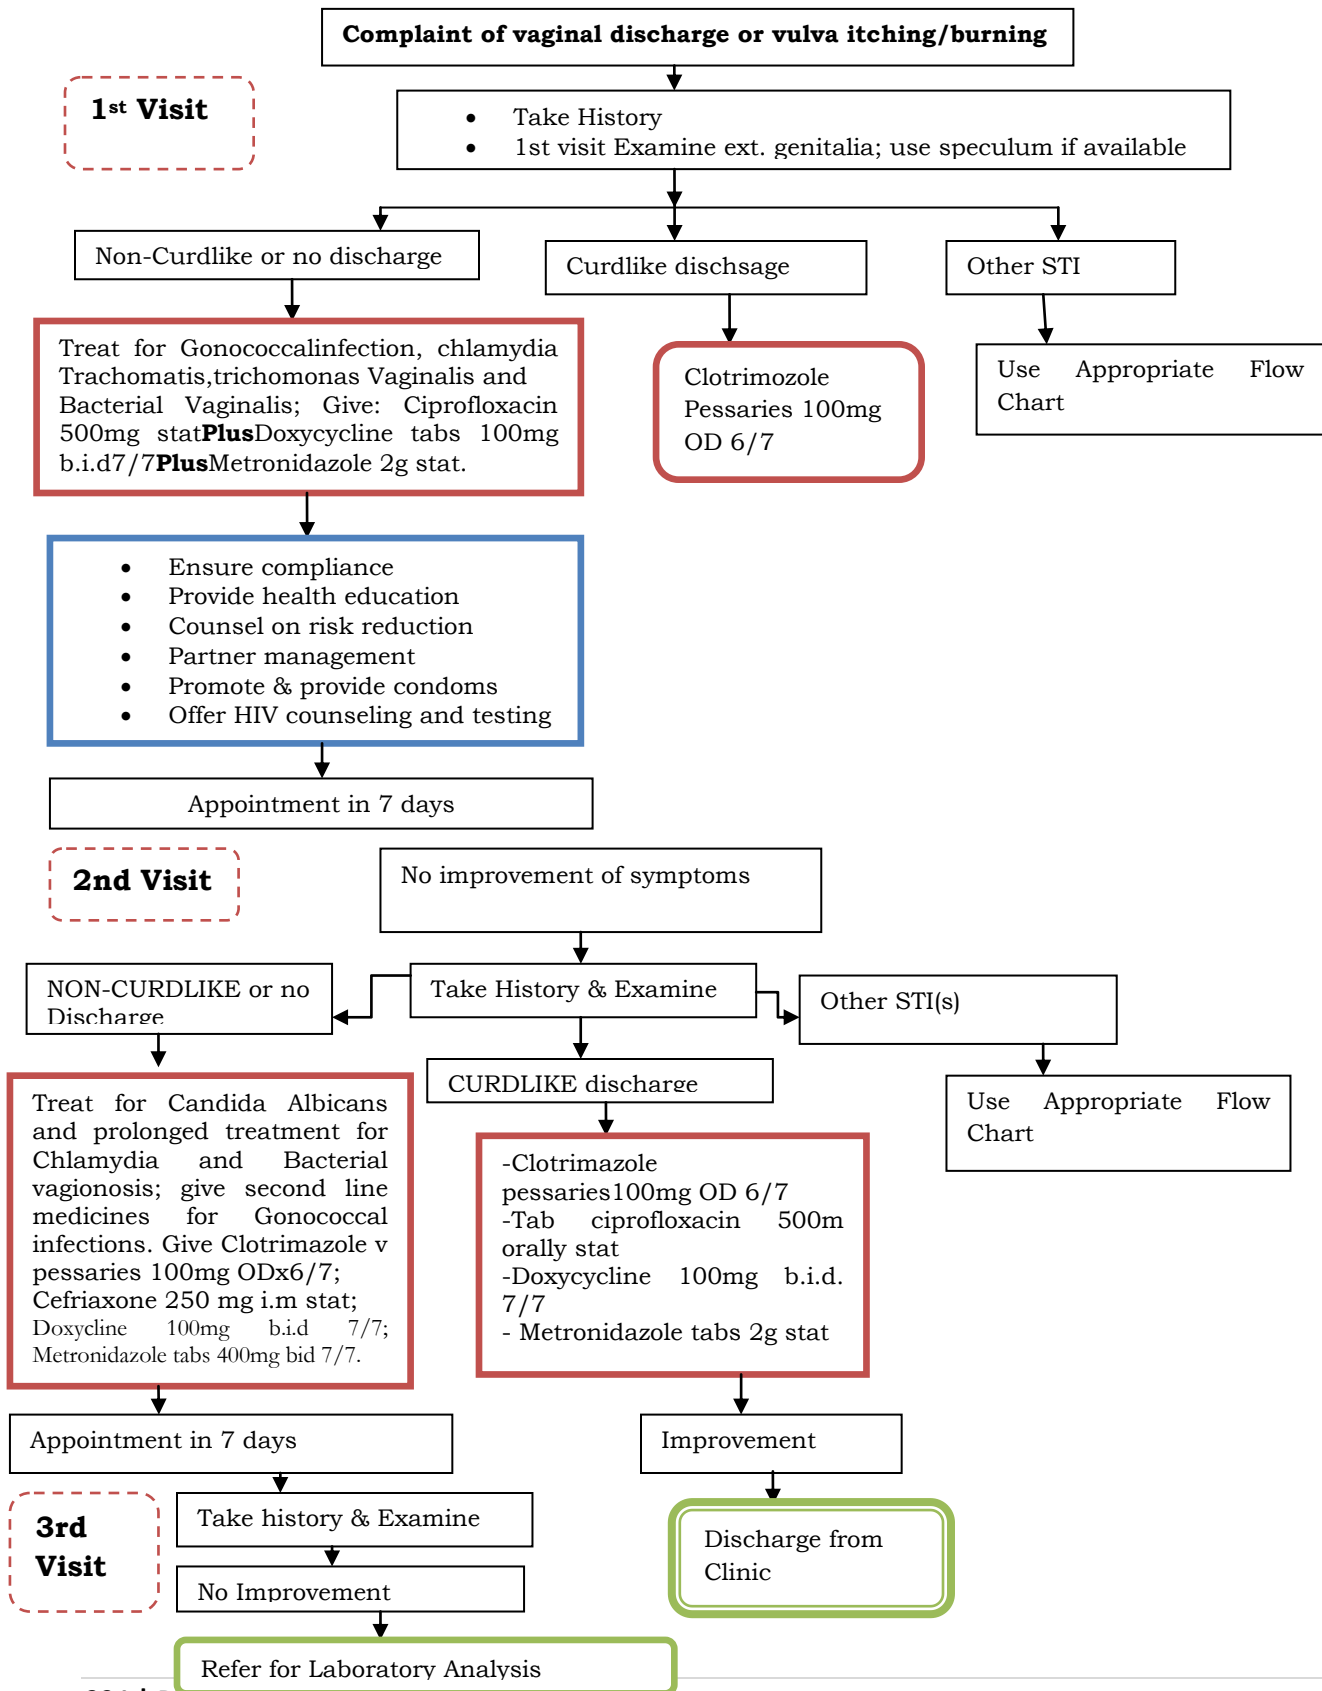 Complaint of vaginal discharge or vulva itching/burning
1st Visit
• Take History
• 1st visit Examine ext. genitalia; use speculum if available
Non-Curdlike or no discharge
Curdlike dischsage
Other STI
Treat for Gonococcalinfection, chlamydia
Trachomatis,trichomonas Vaginalis and
Bacterial Vaginalis; Give: Ciprofloxacin
500mg statPlusDoxycycline tabs 100mg
b.i.d7/7PlusMetronidazole 2g stat.
Clotrimozole
Pessaries 100mg
OD 6/7
Use Appropriate Flow
Chart
• Ensure compliance
• Provide health education
• Counsel on risk reduction
• Partner management
• Promote & provide condoms
• Offer HIV counseling and testing
Appointment in 7 days
2nd Visit
No improvement of symptoms
NON-CURDLIKE or no
Discharge
Take History & Examine
Other STI(s)
CURDLIKE discharge
Use Appropriate Flow
Chart
Treat for Candida Albicans
and prolonged treatment for
Chlamydia and Bacterial
vagionosis; give second line
medicines for Gonococcal
infections. Give Clotrimazole v
pessaries 100mg ODx6/7;
Cefriaxone 250 mg i.m stat;
Doxycline 100mg b.i.d 7/7;
Metronidazole tabs 400mg bid 7/7.
-Clotrimazole
pessaries100mg OD 6/7
-Tab ciprofloxacin 500m
orally stat
-Doxycycline 100mg b.i.d.
7/7
- Metronidazole tabs 2g stat
Appointment in 7 days
Improvement
3rd
Visit
Take history & Examine
Discharge from
Clinic
No Improvement
Refer for Laboratory Analysis